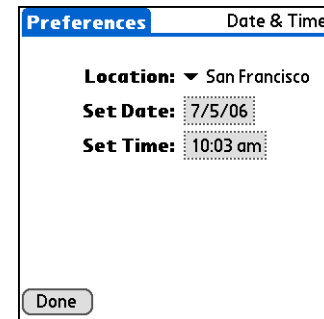 Preferences Date & Time
Location: San Francisco
Set Date: 7/5/06
Set Time: 10:03 am
Done